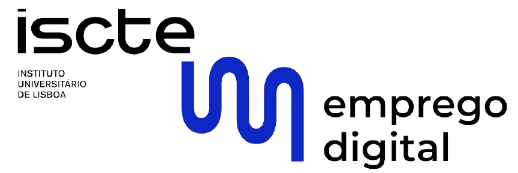 iscte
INSTITUTO
UNIVERSITÁRIO
DE LISBOA
emprego
digital